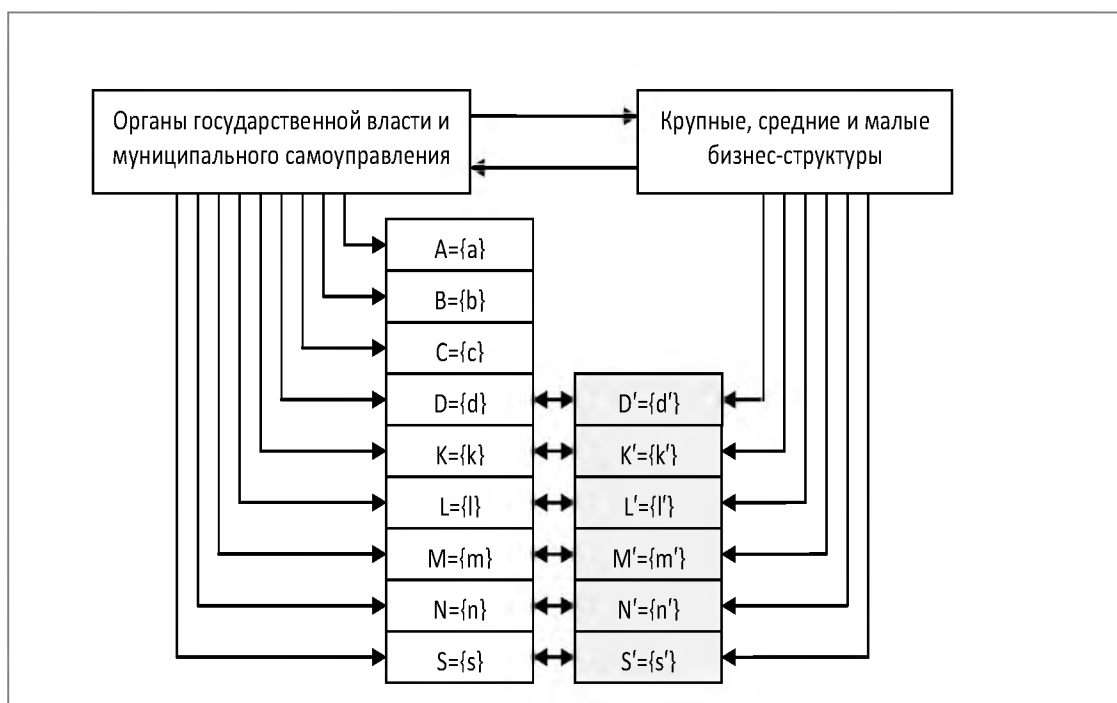 Органы государственной власти и
муниципального самоуправления
Крупные, средние и малые
бизнес-структуры
A={a}
B={b}
C={c}
D={d}
D′={d′}
K={k}
K′={k′}
L={l}
L′={l′}
M={m}
M′={m′}
N={n}
N′={n′}
S={s}
S′={s′}